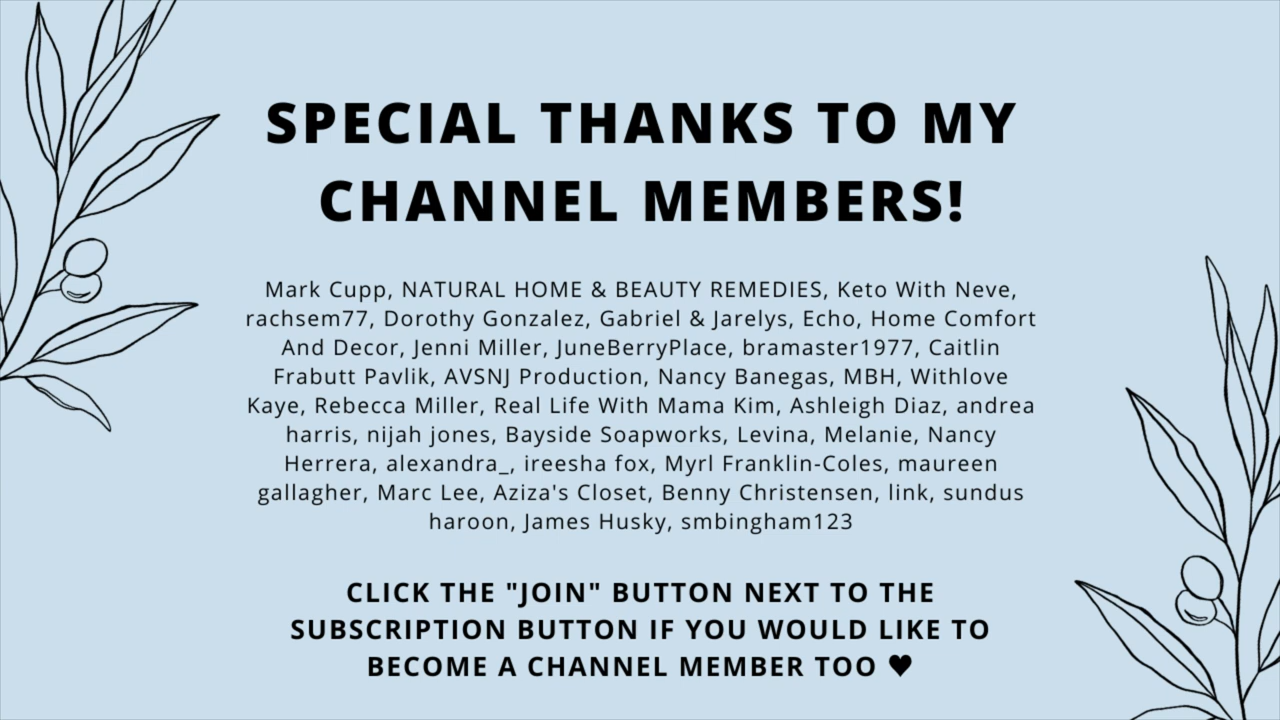 SPECIAL THANKS TO MY
CHANNEL MEMBERS!
Mark Cupp, NATURAL HOME & BEAUTY REMEDIES, Keto With Neve,
rachsem77, Dorothy Gonzalez, Gabriel & Jarelys, Echo, Home Comfort
And Decor, Jenni Miller, JuneBerryPlace, bramaster1977, Caitlin
Frabutt Pavlik, AVSNJ Production, Nancy Banegas, MBH, Withlove
Kaye, Rebecca Miller, Real Life With Mama Kim, Ashleigh Diaz, andrea
harris, nijah jones, Bayside Soapworks, Levina, Melanie, Nancy
Herrera, alexandra_, ireesha fox, Myrl Franklin-Coles, maureen
gallagher, Marc Lee, Aziza's Closet, Benny Christensen, link, sundus
haroon, James Husky, smbingham123
CLICK THE "JOIN" BUTTON NEXT TO THE
SUBSCRIPTION BUTTON IF YOU WOULD LIKE TO
BECOME A CHANNEL MEMBER TOO ♥